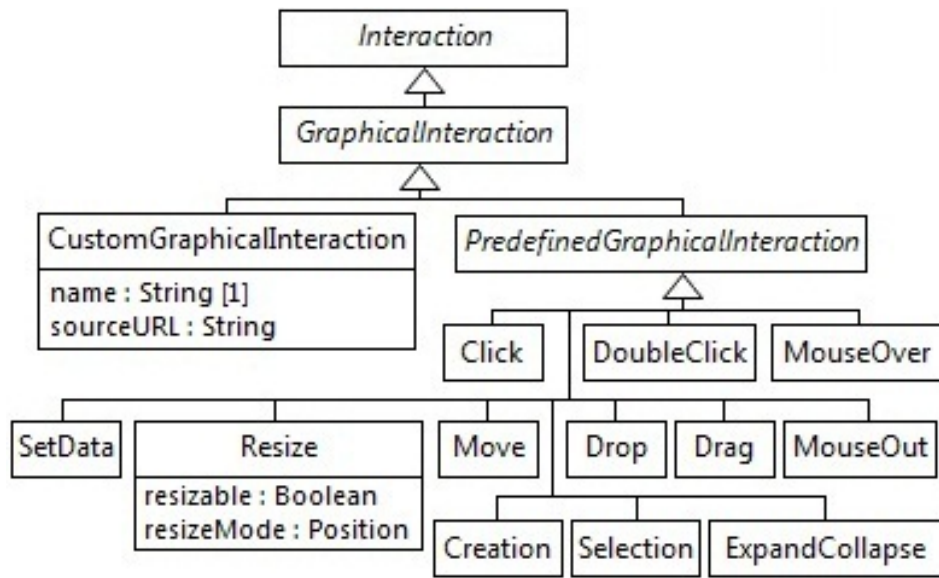 Interaction
GraphicalInteraction
CustomGraphicalInteraction
name : String [1]
sourceURL : String
PredefinedGraphicalInteraction
Click
DoubleClick
MouseOver
SetData
Resize
resizable : Boolean
resizeMode : Position
Move
Drop
Drag
MouseOut
Creation
Selection
ExpandCollapse